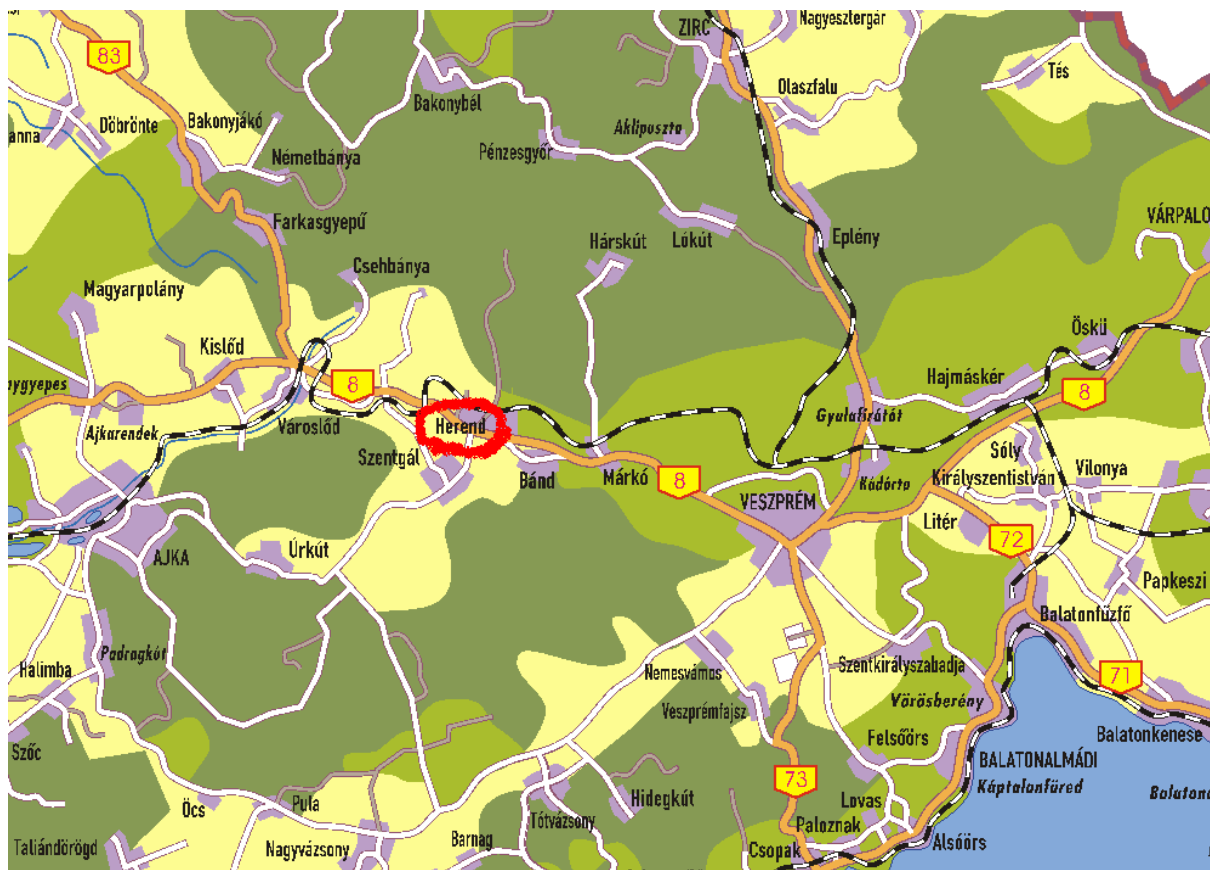 ZIRC
Nagyesztergár
83
Tés
Olaszfalu
Bakonybél
anna
Döbrönte
Bakonyjákó
Akliposzta
Németbánya
Pénzesgyőr
Farkasgyepű
VÁRPALO
Hárskút
Lókút
Eplény
Csehbánya
Magyarpolány
Öskü
Kislőd
8
Hajmáskér
8
Gyulafirátót
Ajkarendek
Városlőd
Herend
Szentgál
Bánd
Márkó
8
Kádárta
Sóly
Királyszentistván
Vilonya
VESZPRÉM
Litér
72
AJKA
Úrkút
Papkeszi
Balatonfűzfő
Padragkút
Halimba
Nemesvámos
Szentkirályszabadja
71
Vörösberény
Veszprémfajsz
Szőc
Felsőörs
Balatonkenese
BALATONALMÁDI
73
Káptalanfüred
Balatona
Öcs
Pula
Hidegkút
Lovas
Tótvázsony
Paloznak
Taliándörögd
Nagyvázsony
Barnag
Csopak
Alsóörs